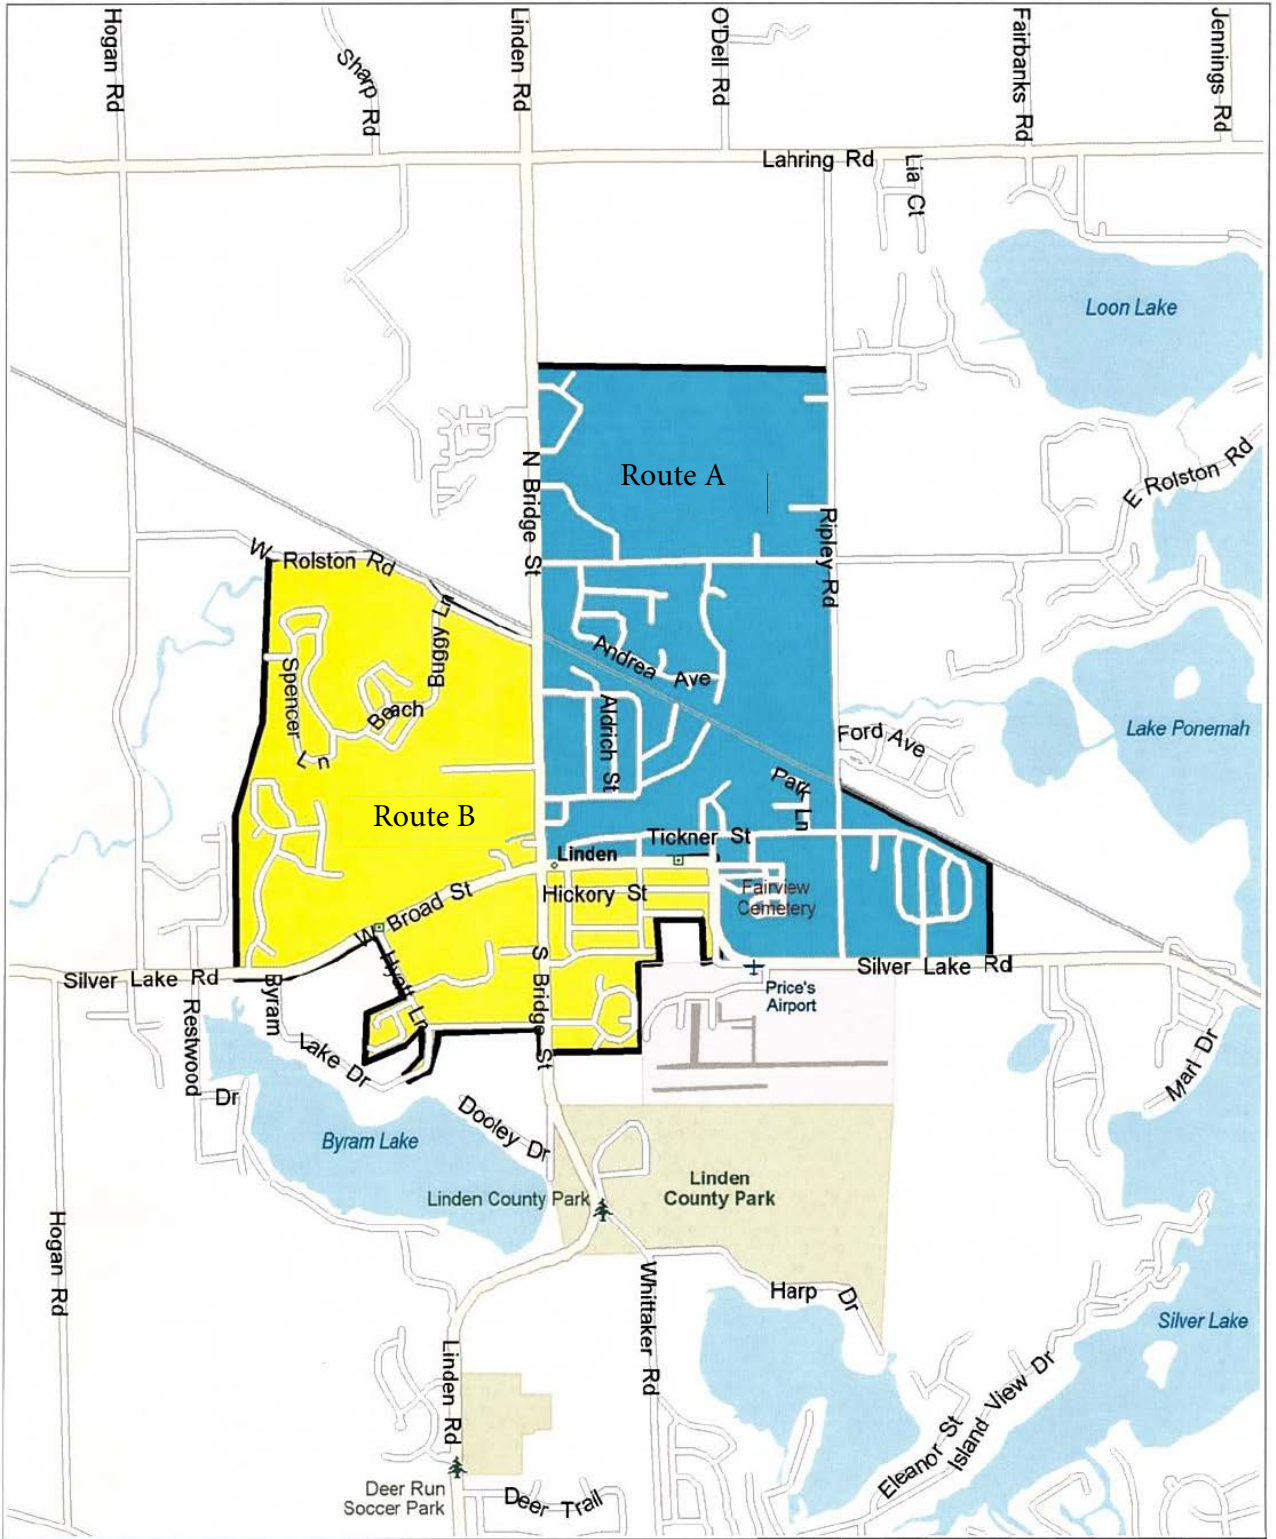 Hogan Rd
Sharp Rd
Linden Rd
O'Dell Rd
Fairbanks Rd
Jennings Rd
Lahring Rd
Lia Ct
Loon Lake
E Rolston Rd
N Bridge St
Route A
Ripley Rd
W Rolston Rd
Buggy Ln
Andrea Ave
Spencer Ln
Beach
Aldrich St
Ford Ave
Lake Ponemah
Park Ln
Route B
Tickner St
Linden
Hickory St
Fairview
Cemetery
W Broad St
Hyatt Ln
S Bridge St
Silver Lake Rd
Silver Lake Rd
Price's
Airport
Byram Lake Dr
Restwood Dr
Marl Dr
Dooley Dr
Byram Lake
Linden County Park
Linden
County Park
Hogan Rd
Whittaker Rd
Harp Dr
Silver Lake
Linden Rd
Island View Dr
Eleanor St
Deer Run
Soccer Park
Deer Trail